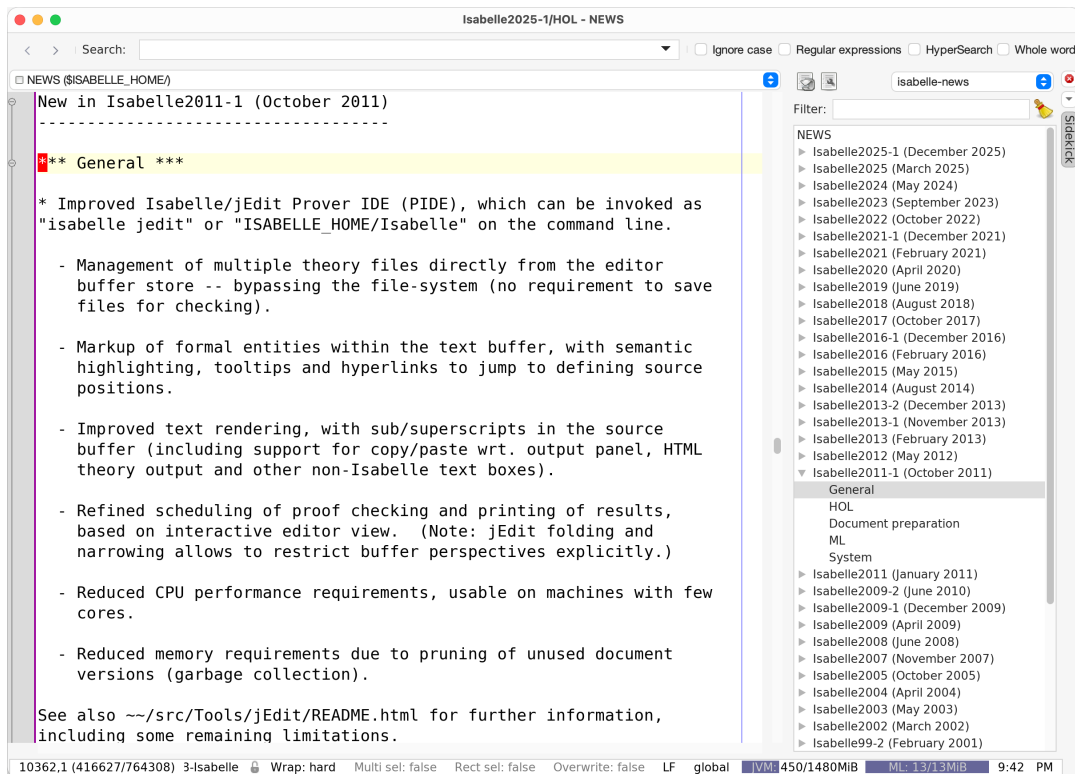 Isabelle2025-1/HOL - NEWS
Search:
Ignore case
Regular expressions
HyperSearch
Whole word
NEWS ($ISABELLE_HOME/)
isabelle-news
Filter:
Sidekick
New in Isabelle2011-1 (October 2011)
------------------------------------
*** General ***
* Improved Isabelle/jEdit Prover IDE (PIDE), which can be invoked as
"isabelle jedit" or "ISABELLE_HOME/Isabelle" on the command line.
- Management of multiple theory files directly from the editor
buffer store -- bypassing the file-system (no requirement to save
files for checking).
- Markup of formal entities within the text buffer, with semantic
highlighting, tooltips and hyperlinks to jump to defining source
positions.
- Improved text rendering, with sub/superscripts in the source
buffer (including support for copy/paste wrt. output panel, HTML
theory output and other non-Isabelle text boxes).
- Refined scheduling of proof checking and printing of results,
based on interactive editor view.  (Note: jEdit folding and
narrowing allows to restrict buffer perspectives explicitly.)
- Reduced CPU performance requirements, usable on machines with few
cores.
- Reduced memory requirements due to pruning of unused document
versions (garbage collection).
See also ~~/src/Tools/jEdit/README.html for further information,
including some remaining limitations.
NEWS
Isabelle2025-1 (December 2025)
Isabelle2025 (March 2025)
Isabelle2024 (May 2024)
Isabelle2023 (September 2023)
Isabelle2022 (October 2022)
Isabelle2021-1 (December 2021)
Isabelle2021 (February 2021)
Isabelle2020 (April 2020)
Isabelle2019 (June 2019)
Isabelle2018 (August 2018)
Isabelle2017 (October 2017)
Isabelle2016-1 (December 2016)
Isabelle2016 (February 2016)
Isabelle2015 (May 2015)
Isabelle2014 (August 2014)
Isabelle2013-2 (December 2013)
Isabelle2013-1 (November 2013)
Isabelle2013 (February 2013)
Isabelle2012 (May 2012)
Isabelle2011-1 (October 2011)
General
HOL
Document preparation
ML
System
Isabelle2011 (January 2011)
Isabelle2009-2 (June 2010)
Isabelle2009-1 (December 2009)
Isabelle2009 (April 2009)
Isabelle2008 (June 2008)
Isabelle2007 (November 2007)
Isabelle2005 (October 2005)
Isabelle2004 (April 2004)
Isabelle2003 (May 2003)
Isabelle2002 (March 2002)
Isabelle99-2 (February 2001)
10362,1 (416627/764308) 3-Isabelle Wrap: hard Multi sel: false Rect sel: false Overwrite: false LF global JVM: 450/1480MiB ML: 13/13MiB 9:42 PM